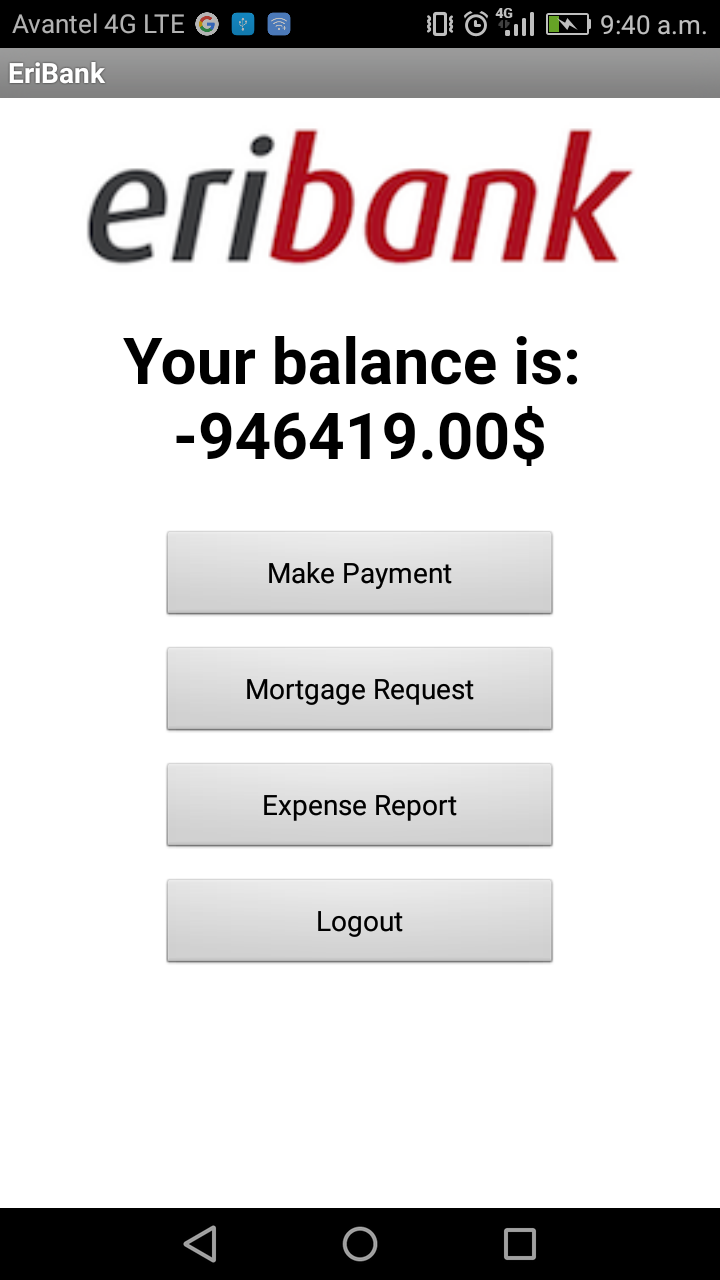 Avantel 4G LTE 4G 9:40 a.m.
EriBank
eribank
Your balance is:
-946419.00$
Make Payment
Mortgage Request
Expense Report
Logout